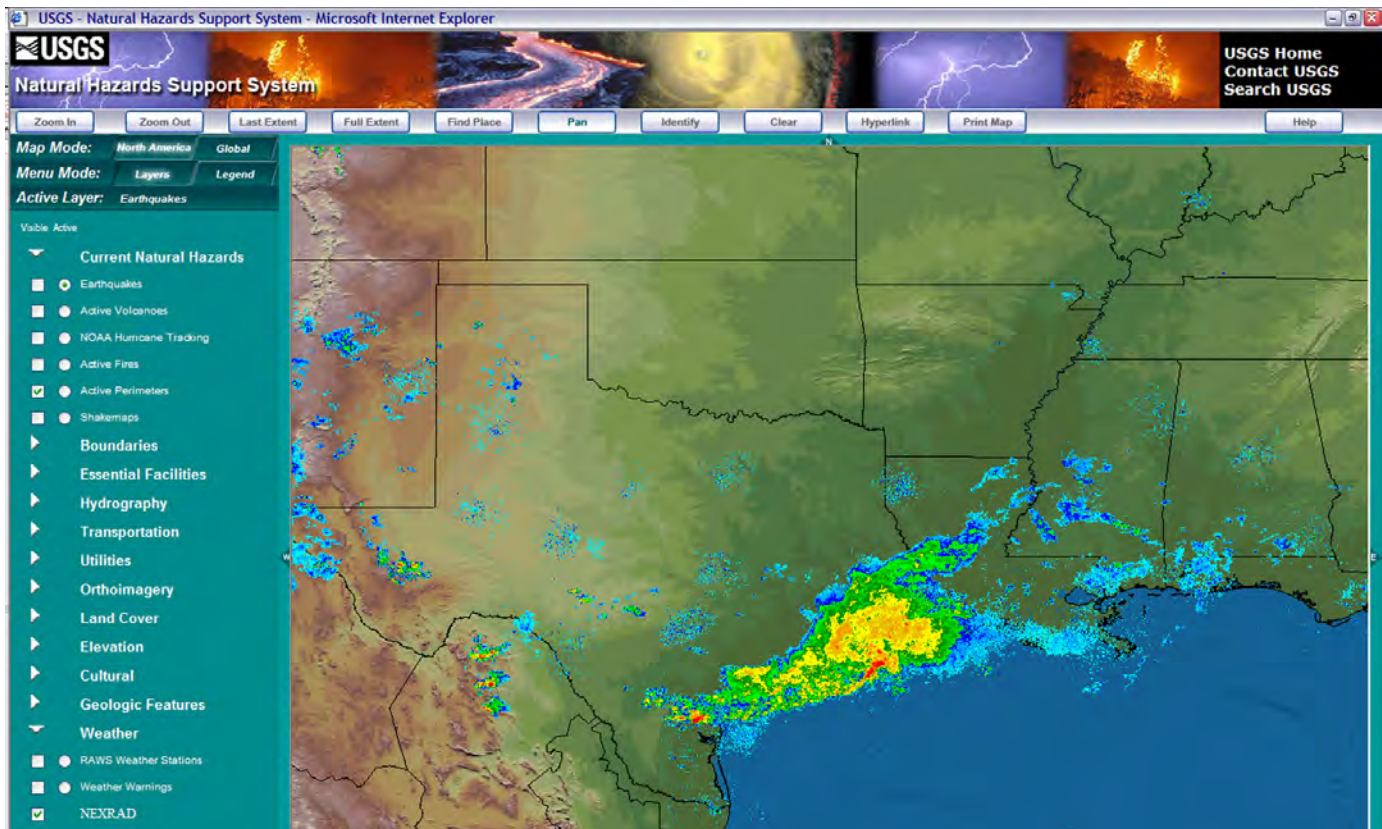 USGS - Natural Hazards Support System - Microsoft Internet Explorer
USGS
Natural Hazards Support System
USGS Home
Contact USGS
Search USGS
Zoom In Zoom Out Last Extent Full Extent Find Place Pan Identify Clear Hyperlink Print Map Help
Map Mode: North America Global
Menu Mode: Layers Legend
Active Layer: Earthquakes
Visible Active
N
Current Natural Hazards
Earthquakes
Active Volcanoes
NOAA Hurricane Tracking
Active Fires
Active Perimeters
Shakemaps
Boundaries
Essential Facilities
Hydrography
Transportation
Utilities
W
E
Orthoimagery
Land Cover
Elevation
Cultural
Geologic Features
Weather
RAWS Weather Stations
Weather Warnings
NEXRAD